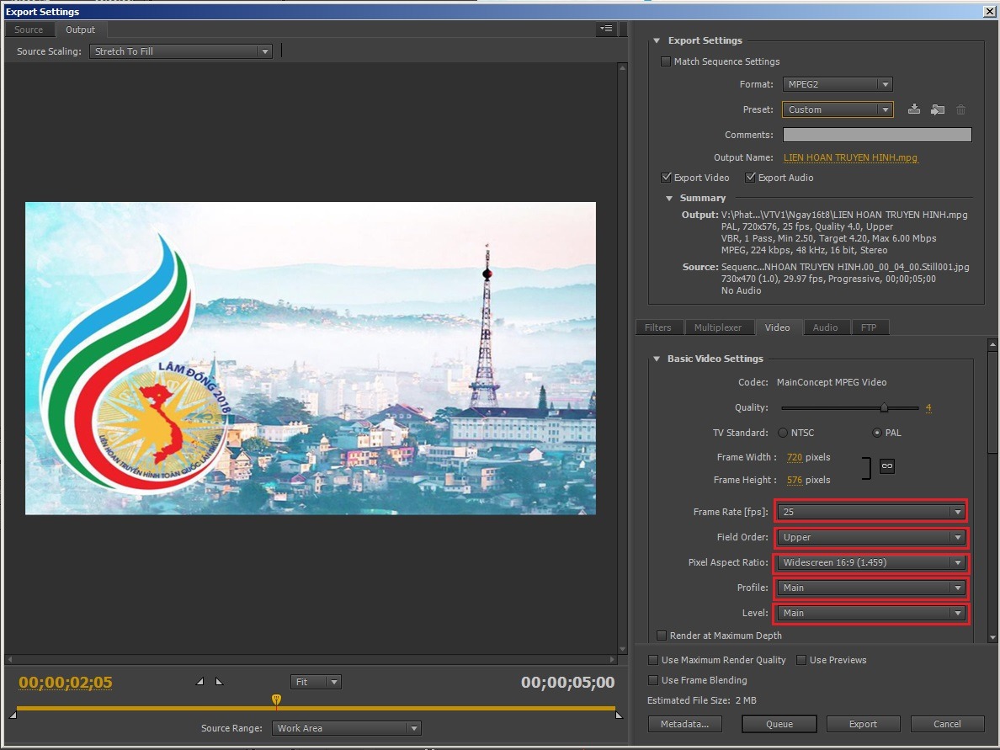 Export Settings
Source
Output
Source Scaling: Stretch To Fill
LÂM ĐỒNG 2018
LIÊN HOAN TRUYỀN HÌNH TOÀN QUỐC LẦN
00;00;02;05
Fit
00;00;05;00
Source Range: Work Area
Export Settings
Match Sequence Settings
Format: MPEG2
Preset: Custom
Comments:
Output Name: LIEN HOAN TRUYEN HINH.mpg
Export Video Export Audio
Summary
Output: V:\Phat...\VTV1\Ngay16t8\LIEN HOAN TRUYEN HINH.mpg
PAL, 720x576, 25 fps, Quality 4.0, Upper
VBR, 1 Pass, Min 2.50, Target 4.20, Max 6.00 Mbps
MPEG, 224 kbps, 48 kHz, 16 bit, Stereo
Source: Sequenc...NHOAN TRUYEN HINH.00_00_04_00.Still001.jpg
730x470 (1.0), 29.97 fps, Progressive, 00;00;05;00
No Audio
Filters Multiplexer Video Audio FTP
Basic Video Settings
Codec: MainConcept MPEG Video
Quality: 4
TV Standard: NTSC PAL
Frame Width : 720 pixels
Frame Height : 576 pixels
Frame Rate [fps]: 25
Field Order: Upper
Pixel Aspect Ratio: Widescreen 16:9 (1.459)
Profile: Main
Level: Main
Render at Maximum Depth
Use Maximum Render Quality Use Previews
Use Frame Blending
Estimated File Size: 2 MB
Metadata... Queue Export Cancel